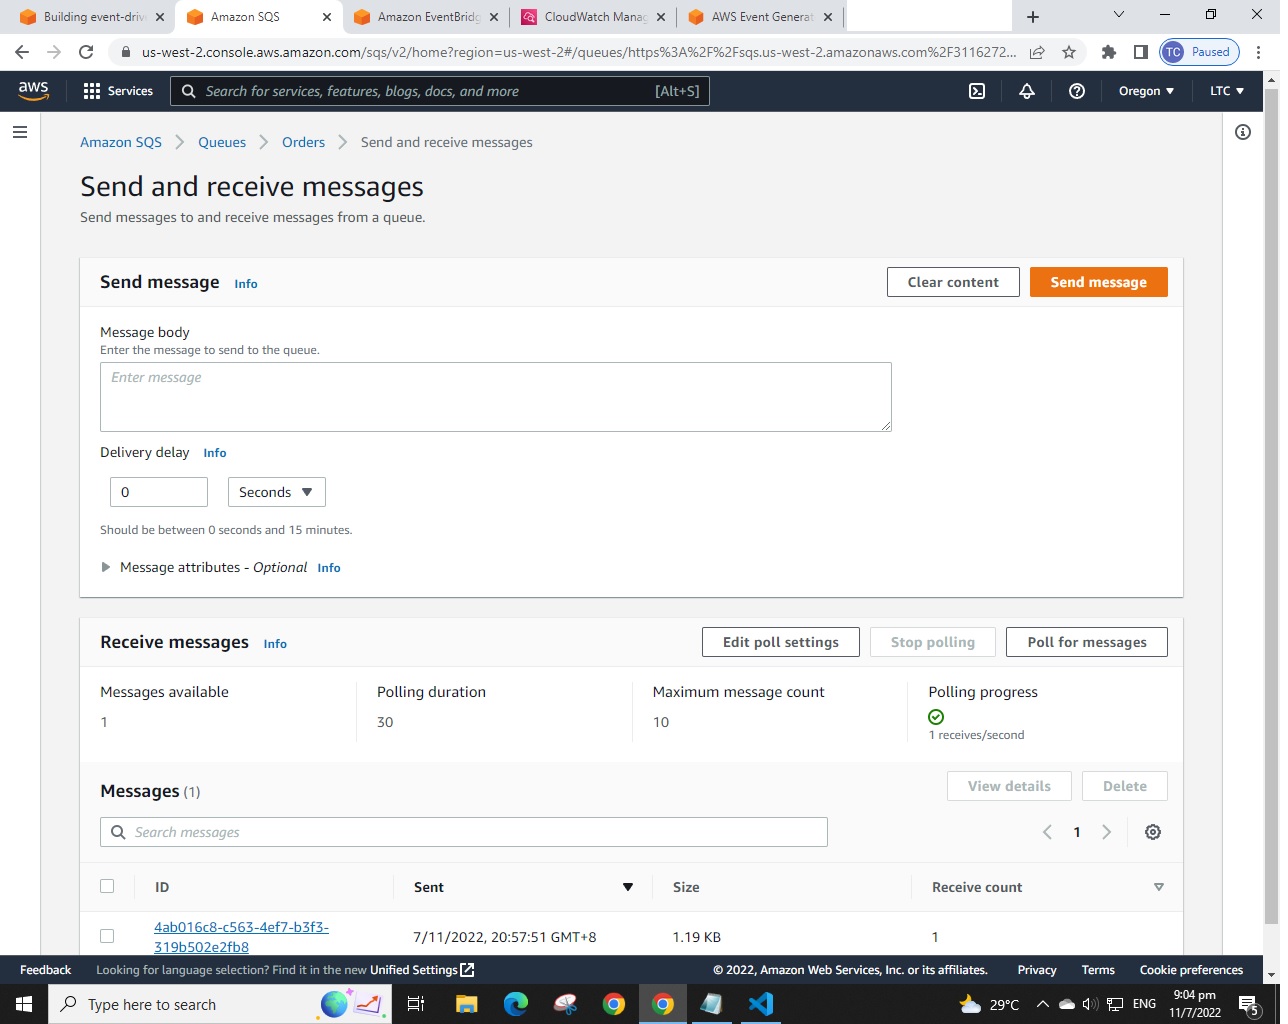 Building event-driv
Amazon SQS
Amazon EventBridg
CloudWatch Manag
AWS Event Generat
us-west-2.console.aws.amazon.com/sqs/v2/home?region=us-west-2#/queues/https%3A%2F%2Fsqs.us-west-2.amazonaws.com%2F3116272...
TC Paused
aws
Services
Search for services, features, blogs, docs, and more [Alt+S]
Oregon
LTC
Amazon SQS
Queues
Orders
Send and receive messages
Send and receive messages
Send messages to and receive messages from a queue.
Send message Info
Clear content
Send message
Message body
Enter the message to send to the queue.
Enter message
Delivery delay Info
0
Seconds
Should be between 0 seconds and 15 minutes.
Message attributes - Optional Info
Receive messages Info
Edit poll settings
Stop polling
Poll for messages
Messages available
1
Polling duration
30
Maximum message count
10
Polling progress
1 receives/second
Messages (1)
View details
Delete
Search messages
1
ID
Sent
Size
Receive count
4ab016c8-c563-4ef7-b3f3-
319b502e2fb8
7/11/2022, 20:57:51 GMT+8
1.19 KB
1
Feedback
Looking for language selection? Find it in the new Unified Settings
© 2022, Amazon Web Services, Inc. or its affiliates.
Privacy
Terms
Cookie preferences
Type here to search
29°C
ENG
9:04 pm
11/7/2022
5